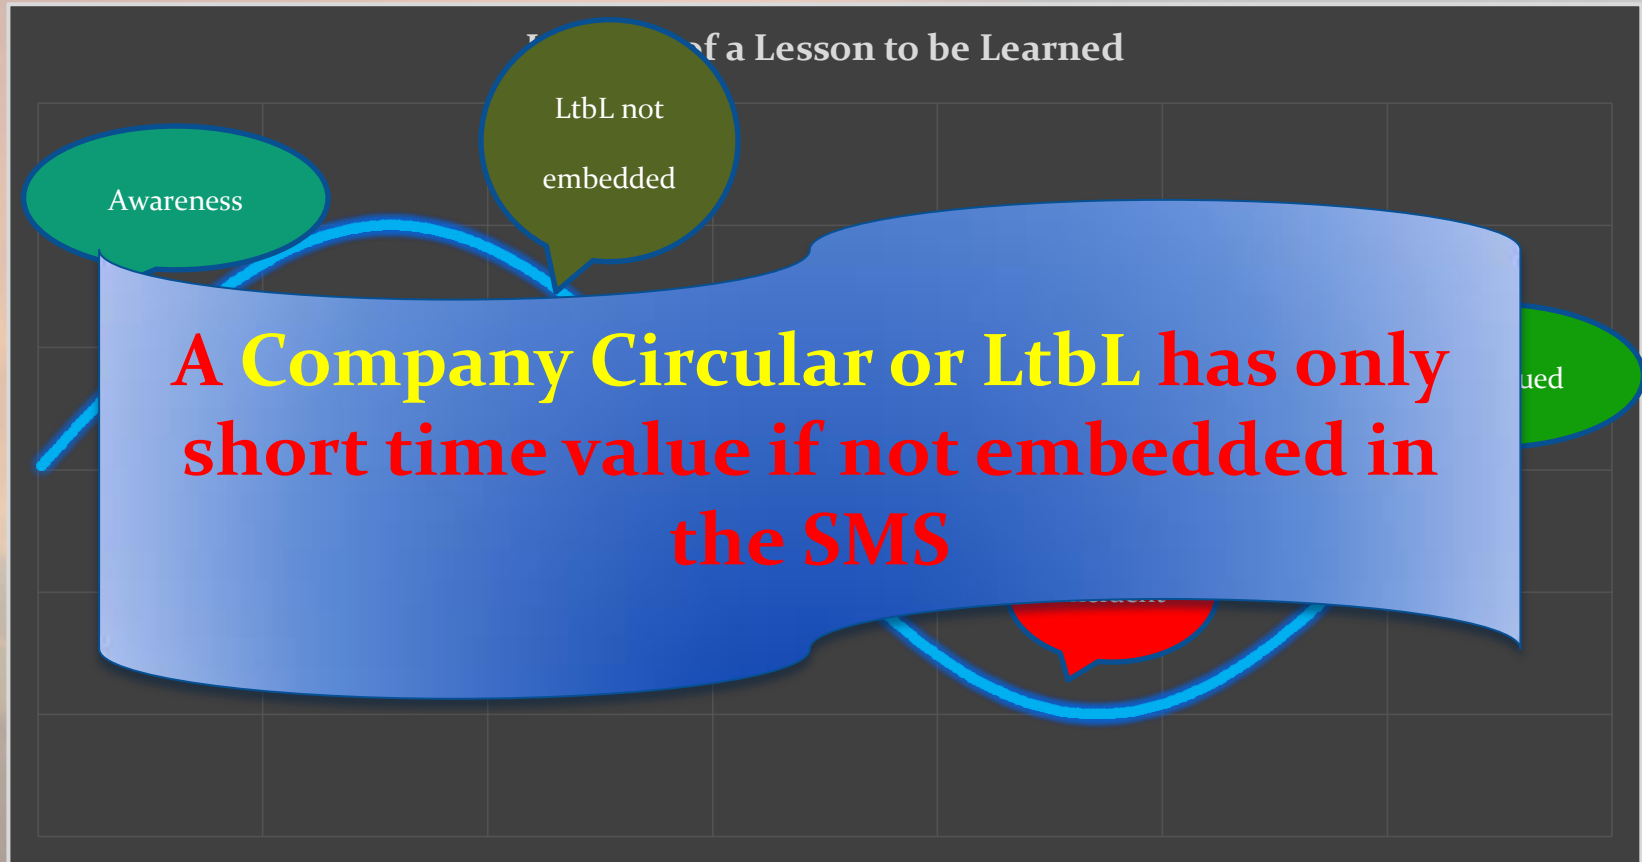 of a Lesson to be Learned
LtbL not
embedded
Awareness
A Company Circular or LtbL has only
short time value if not embedded in
the SMS